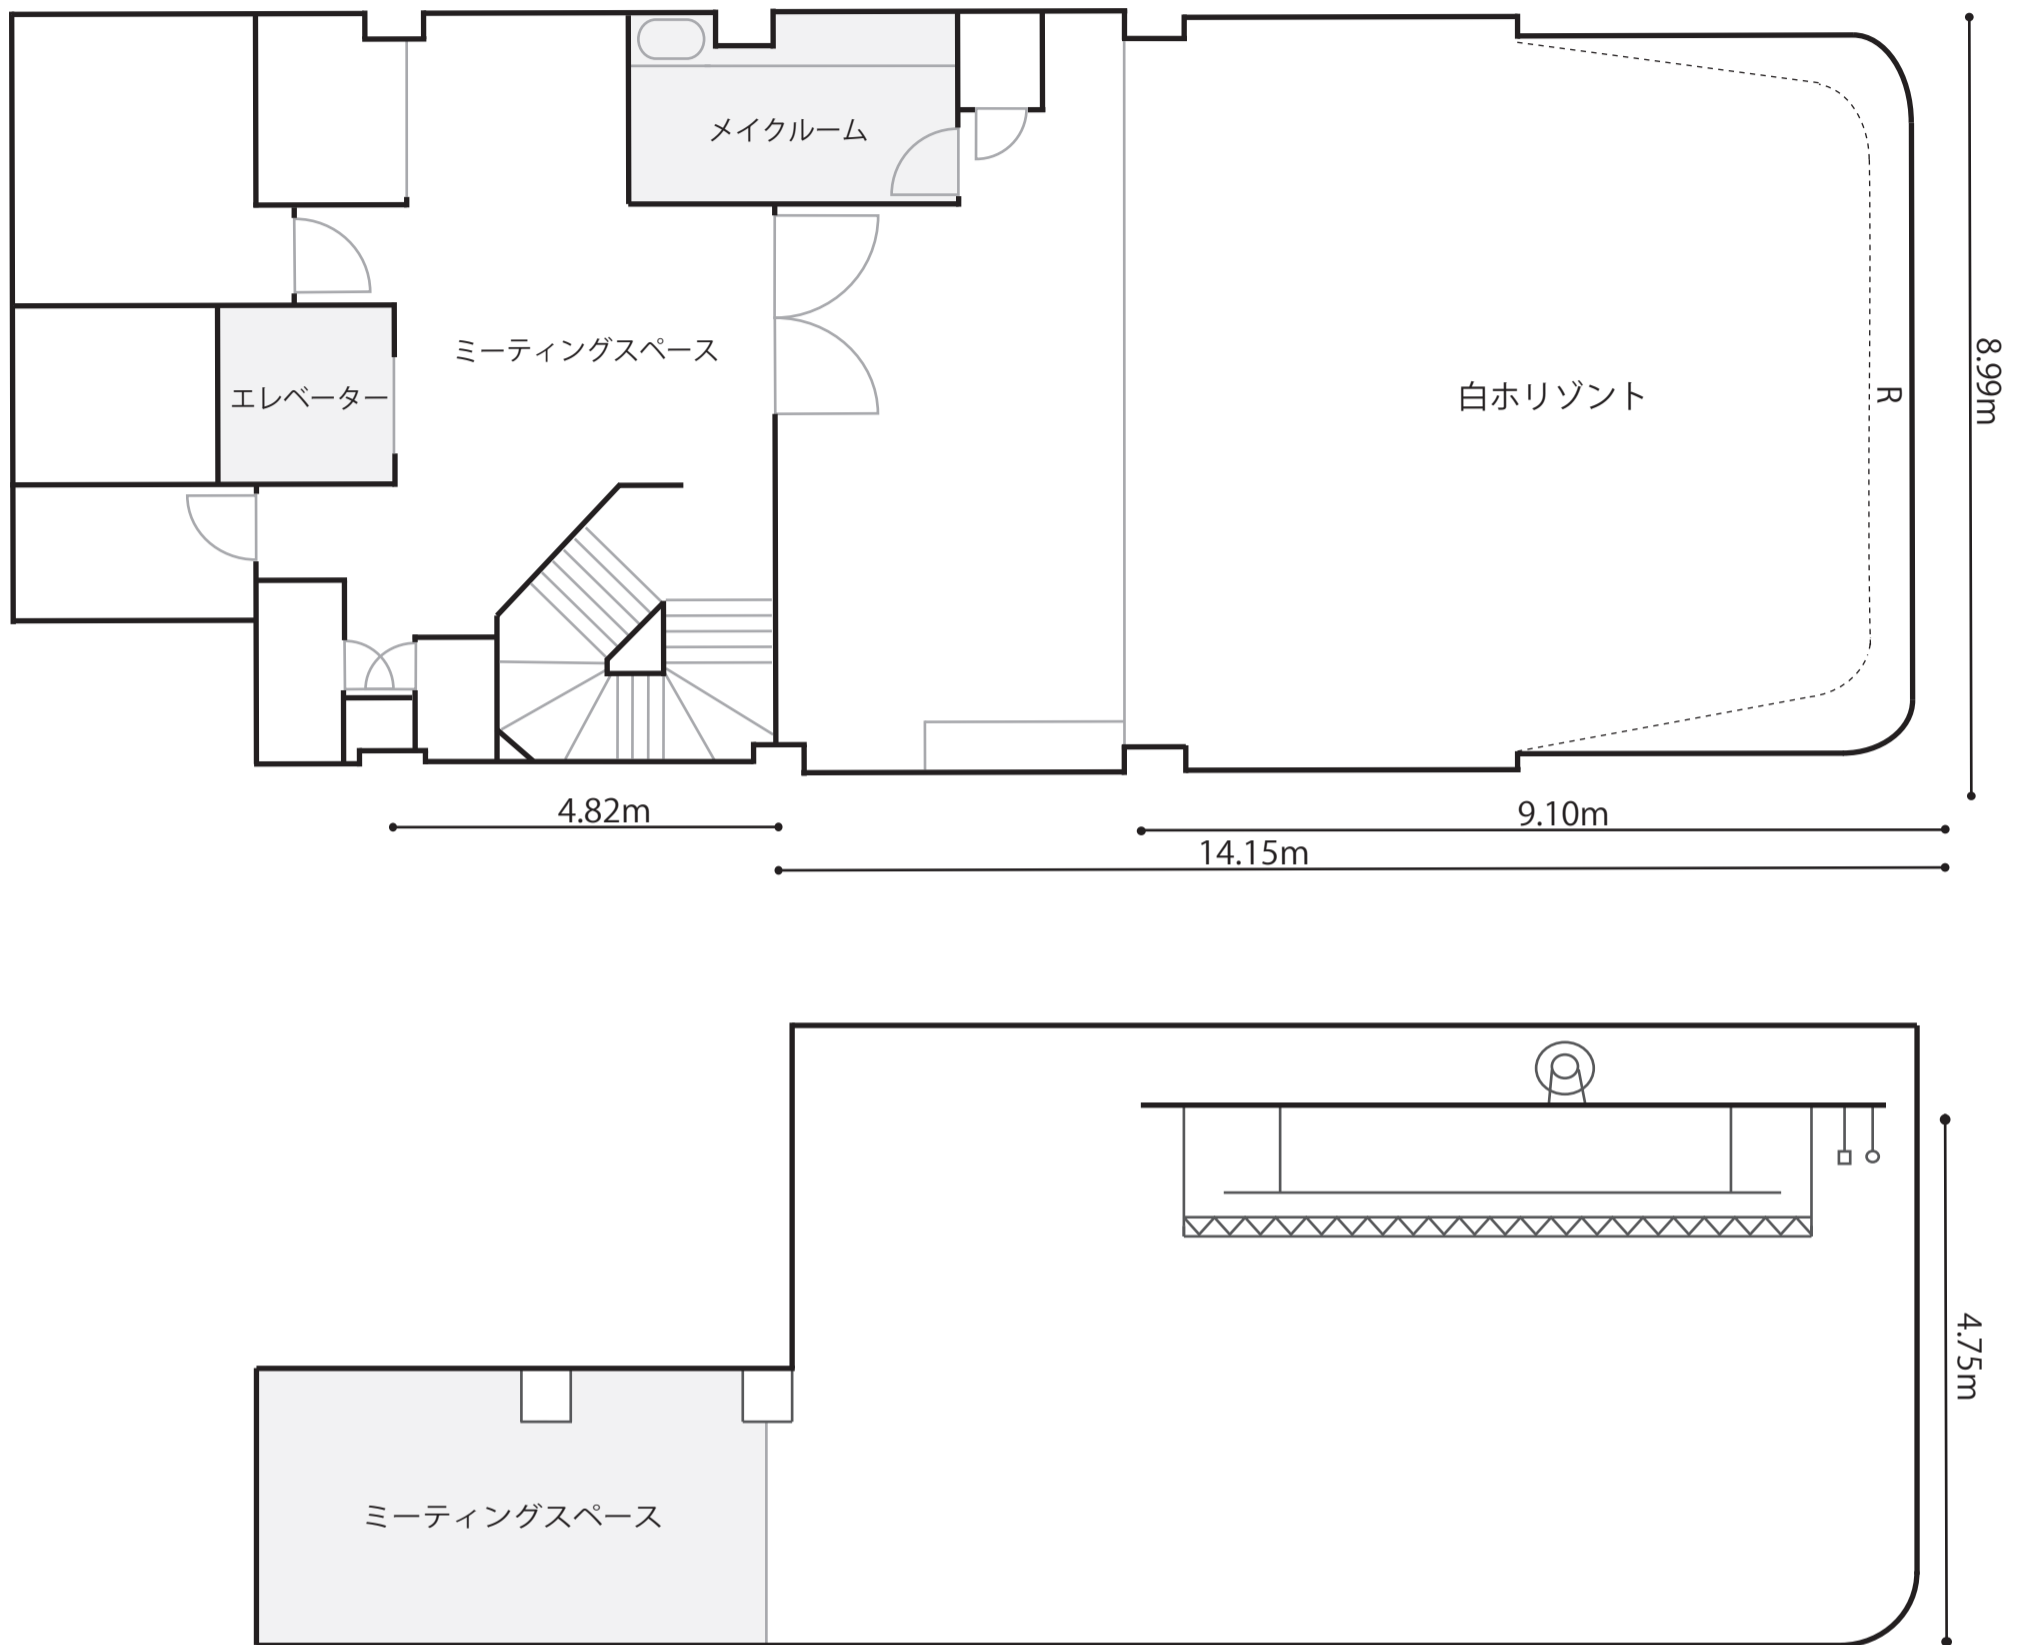 メイクルーム
ミーティングスペース
エレベーター
白ホリゾント
R
8.99m
4.82m
9.10m
14.15m
4.75m
ミーティングスペース